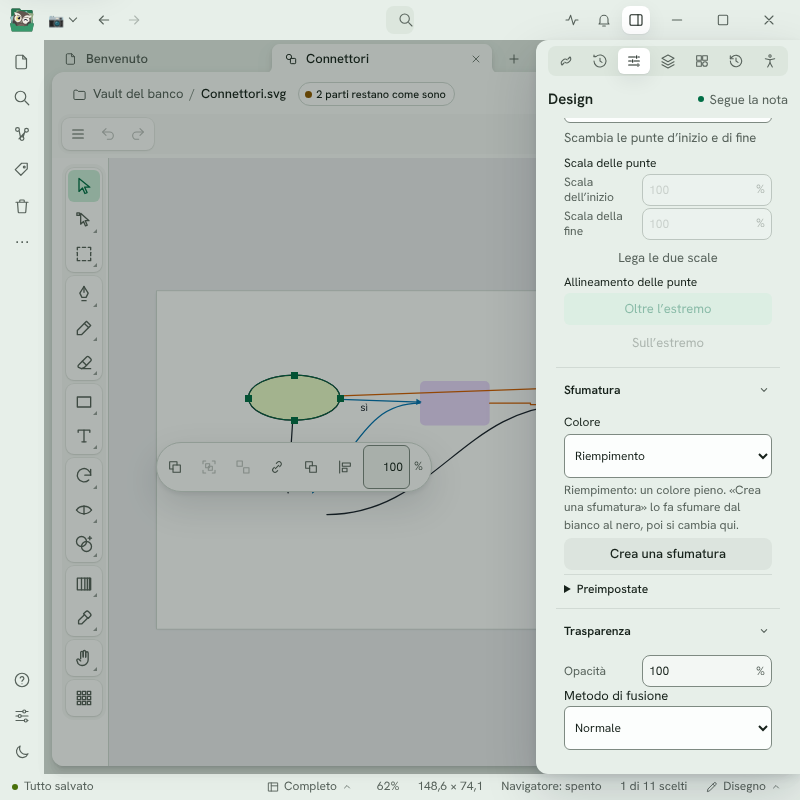 Benvenuto
Connettori
Vault del banco / Connettori.svg
2 parti restano come sono
sì
100 %
Design
Segue la nota
Scambia le punte d’inizio e di fine
Scala delle punte
Scala dell’inizio
100 %
Scala della fine
100 %
Lega le due scale
Allineamento delle punte
Oltre l’estremo
Sull’estremo
Sfumatura
Colore
Riempimento
Riempimento: un colore pieno. «Crea
una sfumatura» lo fa sfumare dal
bianco al nero, poi si cambia qui.
Crea una sfumatura
Preimpostate
Trasparenza
Opacità
100 %
Metodo di fusione
Normale
Tutto salvato
Completo
62%
148,6 × 74,1
Navigatore: spento
1 di 11 scelti
Disegno